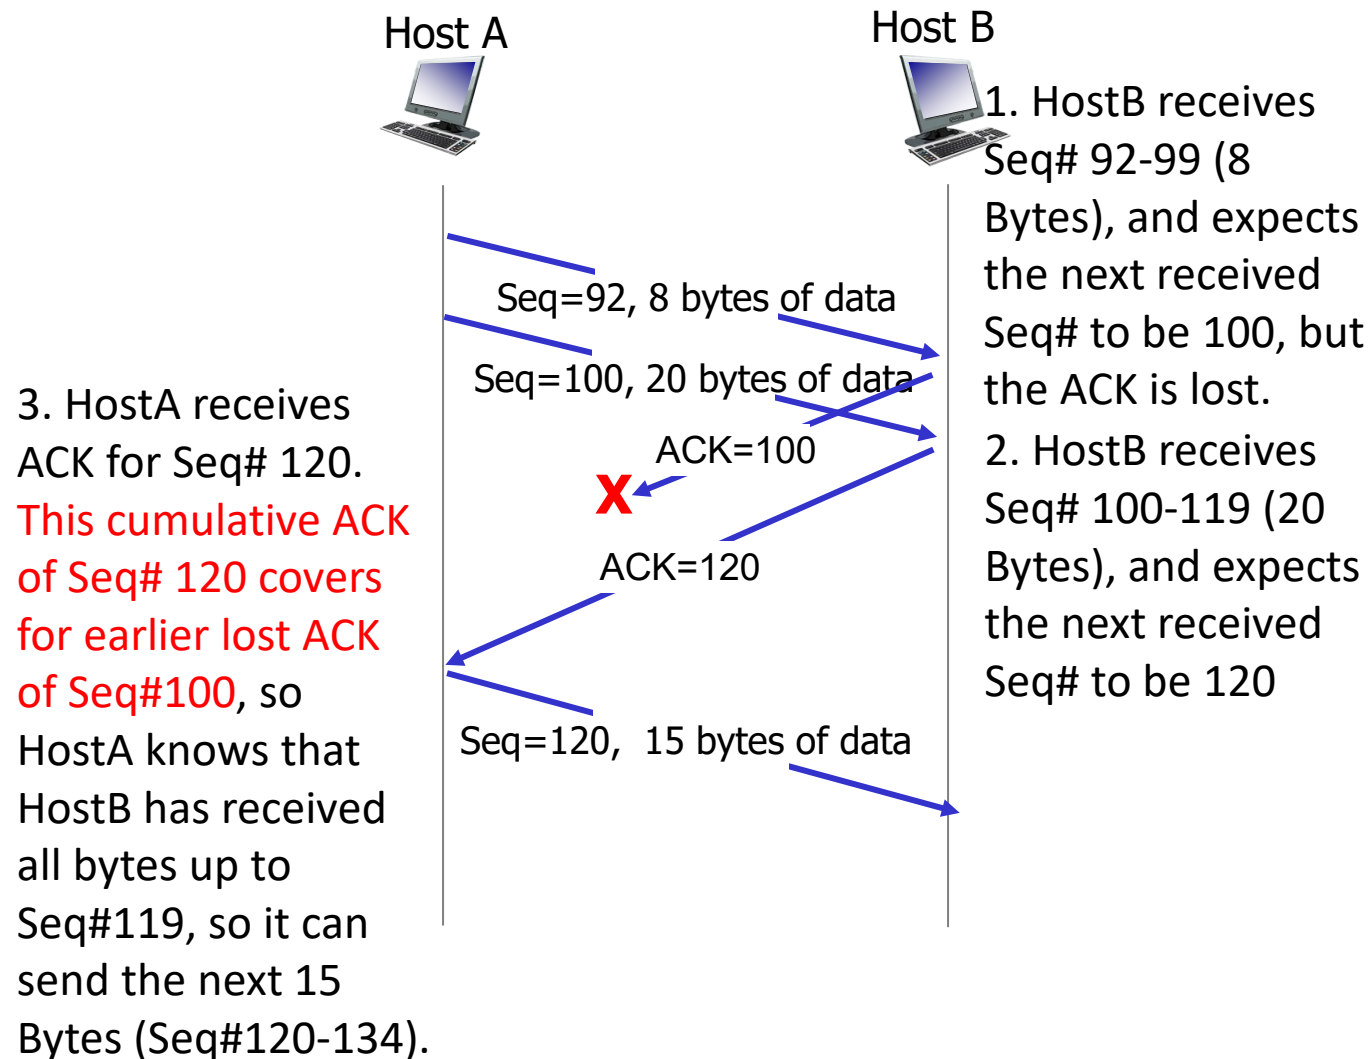 Host A
Host B
1. HostB receives
Seq# 92-99 (8
Bytes), and expects
the next received
Seq# to be 100, but
the ACK is lost.
2. HostB receives
Seq# 100-119 (20
Bytes), and expects
the next received
Seq# to be 120
Seq=92, 8 bytes of data
Seq=100, 20 bytes of data
ACK=100
X
ACK=120
Seq=120, 15 bytes of data
3. HostA receives
ACK for Seq# 120.
This cumulative ACK
of Seq# 120 covers
for earlier lost ACK
of Seq#100, so
HostA knows that
HostB has received
all bytes up to
Seq#119, so it can
send the next 15
Bytes (Seq#120-134).